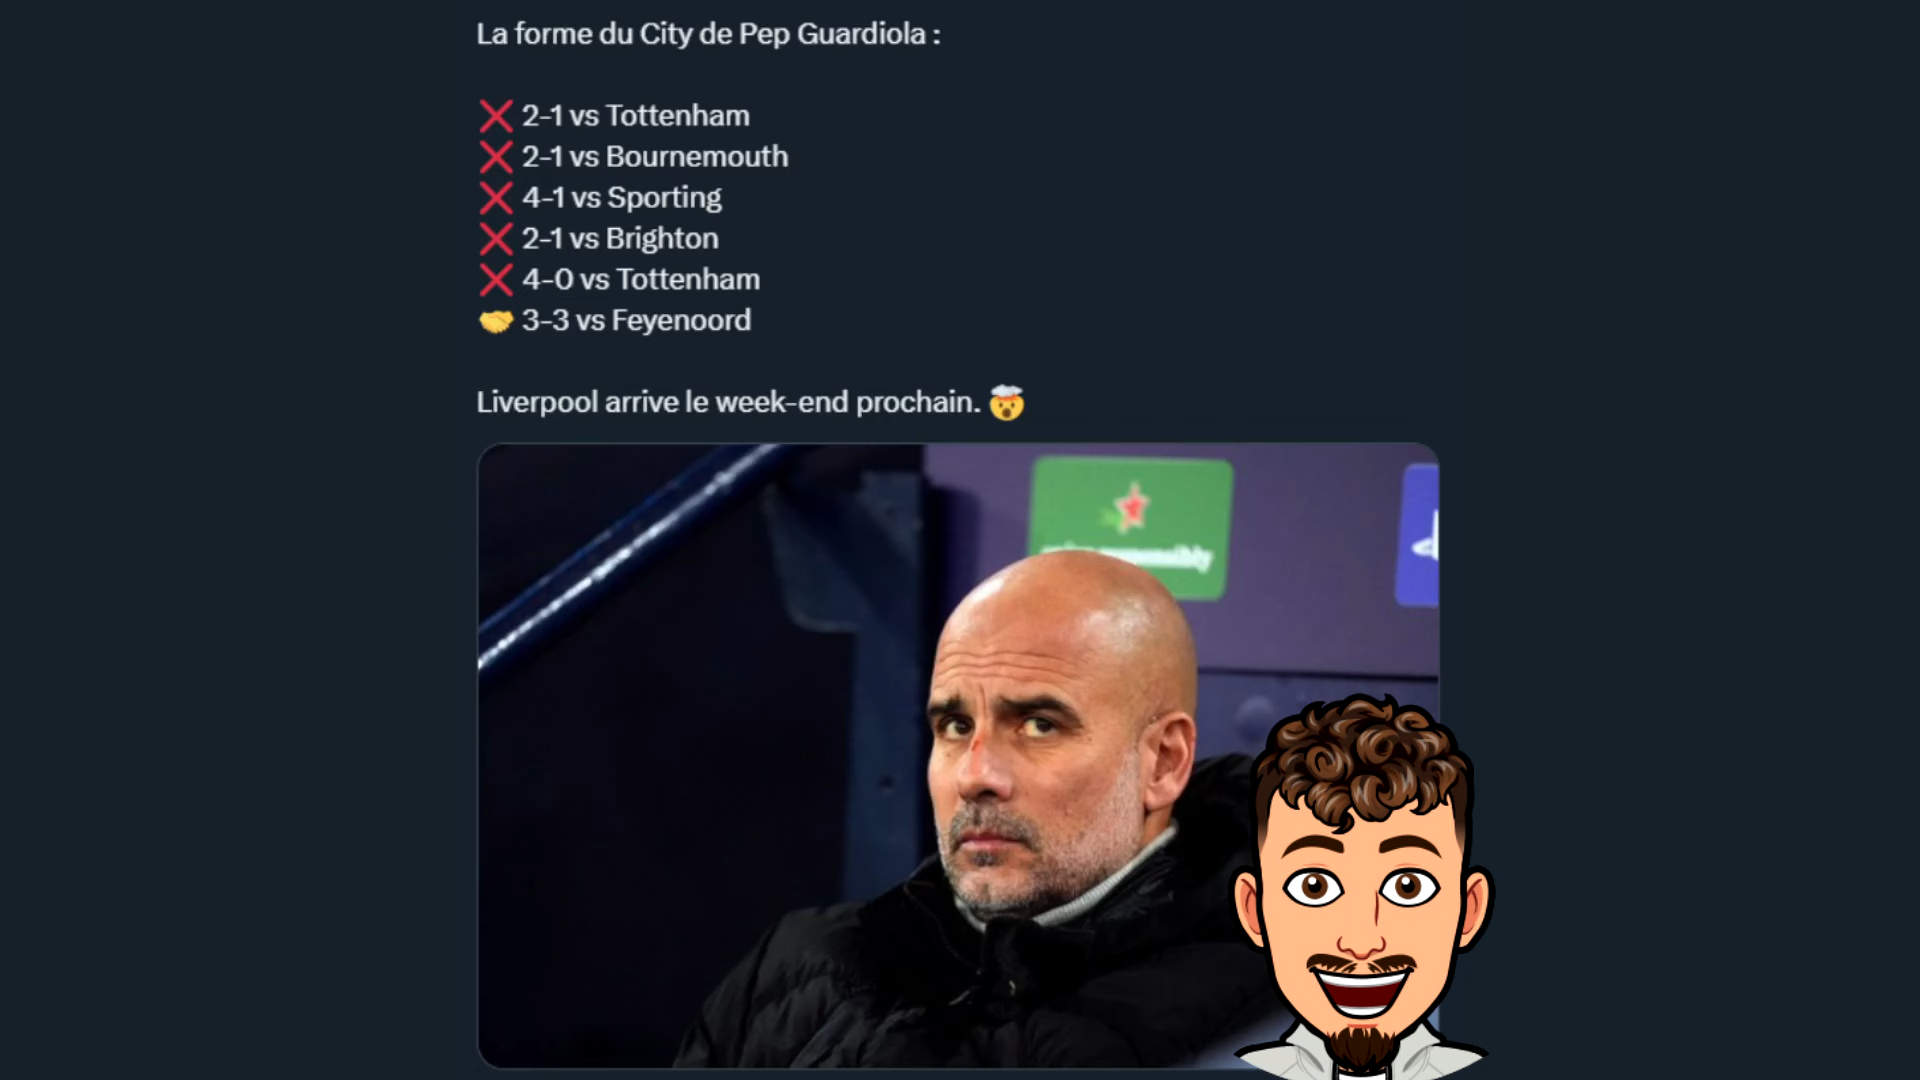 La forme du City de Pep Guardiola :
❌ 2-1 vs Tottenham
❌ 2-1 vs Bournemouth
❌ 4-1 vs Sporting
❌ 2-1 vs Brighton
❌ 4-0 vs Tottenham
🤝 3-3 vs Feyenoord
Liverpool arrive le week-end prochain. 🤯
responsibly